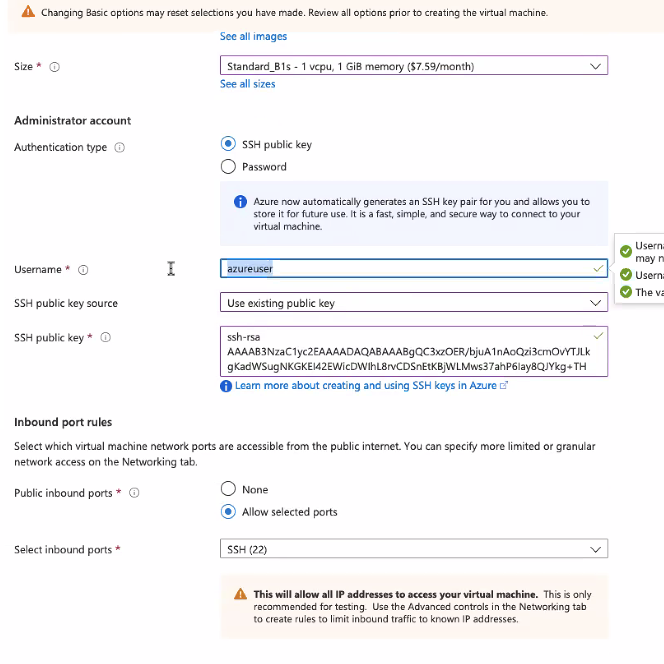 Changing Basic options may reset selections you have made. Review all options prior to creating the virtual machine.
See all images
Size *
Standard_B1s - 1 vcpu, 1 GiB memory ($7.59/month)
See all sizes
Administrator account
Authentication type
SSH public key
Password
Azure now automatically generates an SSH key pair for you and allows you to
store it for future use. It is a fast, simple, and secure way to connect to your
virtual machine.
Username *
azureuser
Userna
may n
Userna
The va
SSH public key source
Use existing public key
SSH public key *
ssh-rsa
AAAAB3NzaC1yc2EAAAADAQABAAABgQC3xzOER/bjuA1nAoQzi3cmOvYTJLk
gKadWSugNKGKEI42EWicDWIhL8rvCDSnEtKBjWLMws37ahP6Iay8QJYkg+TH
Learn more about creating and using SSH keys in Azure
Inbound port rules
Select which virtual machine network ports are accessible from the public internet. You can specify more limited or granular
network access on the Networking tab.
Public inbound ports *
None
Allow selected ports
Select inbound ports *
SSH (22)
This will allow all IP addresses to access your virtual machine. This is only
recommended for testing. Use the Advanced controls in the Networking tab
to create rules to limit inbound traffic to known IP addresses.